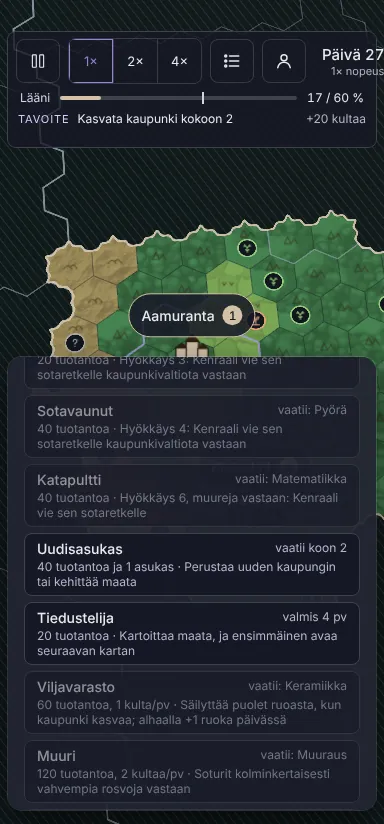 1× 2× 4× Päivä 27
1× nopeus
Lääni 17 / 60 %
TAVOITE Kasvata kaupunki kokoon 2 +20 kultaa
Aamuranta 1
?
20 tuotantoa · Hyökkäys 3: Kenraali vie sen
sotaretkelle kaupunkivaltiota vastaan
Sotavaunut vaatii: Pyörä
40 tuotantoa · Hyökkäys 4: Kenraali vie sen
sotaretkelle kaupunkivaltiota vastaan
Katapultti vaatii: Matematiikka
40 tuotantoa · Hyökkäys 6, muureja vastaan: Kenraali
vie sen sotaretkelle
Uudisasukas vaatii koon 2
40 tuotantoa ja 1 asukas · Perustaa uuden kaupungin
tai kehittää maata
Tiedustelija valmis 4 pv
20 tuotantoa · Kartoittaa maata, ja ensimmäinen avaa
seuraavan kartan
Viljavarasto vaatii: Keramiikka
60 tuotantoa, 1 kulta/pv · Säilyttää puolet ruoasta, kun
kaupunki kasvaa; alhaalla +1 ruoka päivässä
Muuri vaatii: Muuraus
120 tuotantoa, 2 kultaa/pv · Soturit kolminkertaisesti
vahvempia rosvoja vastaan